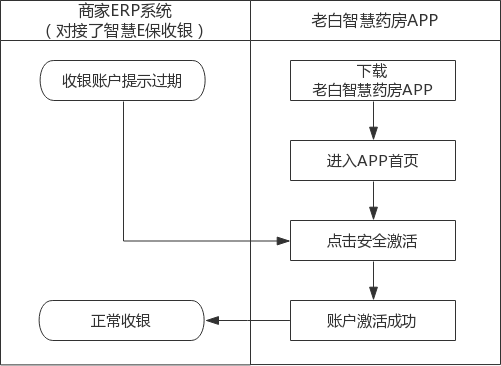 商家ERP系统
（对接了智慧E保收银）
老白智慧药房APP
收银账户提示过期
下载
老白智慧药房APP
进入APP首页
点击安全激活
正常收银
账户激活成功